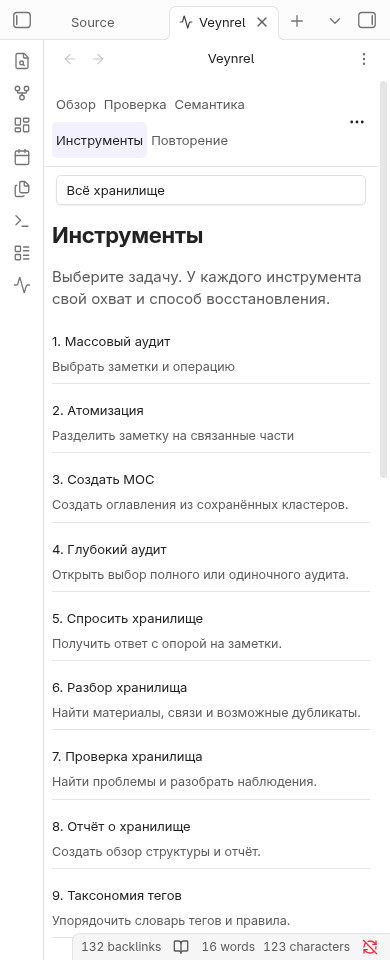 Source
Veynrel
Veynrel
Обзор Проверка Семантика
Инструменты Повторение
Всё хранилище
Инструменты
Выберите задачу. У каждого инструмента
свой охват и способ восстановления.
1. Массовый аудит
Выбрать заметки и операцию
2. Атомизация
Разделить заметку на связанные части
3. Создать MOC
Создать оглавления из сохранённых кластеров.
4. Глубокий аудит
Открыть выбор полного или одиночного аудита.
5. Спросить хранилище
Получить ответ с опорой на заметки.
6. Разбор хранилища
Найти материалы, связи и возможные дубликаты.
7. Проверка хранилища
Найти проблемы и разобрать наблюдения.
8. Отчёт о хранилище
Создать обзор структуры и отчёт.
9. Таксономия тегов
Упорядочить словарь тегов и правила.
132 backlinks 16 words 123 characters